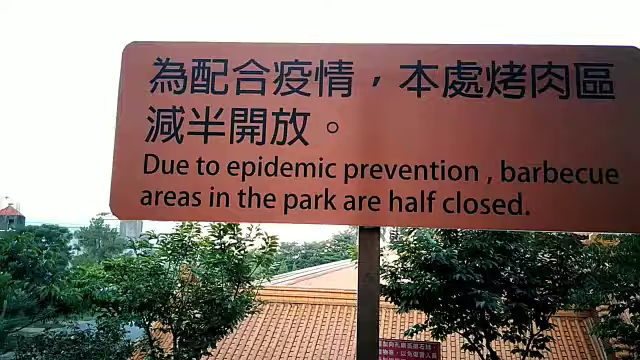 為配合疫情，本處烤肉區
減半開放。
Due to epidemic prevention , barbecue
areas in the park are half closed.